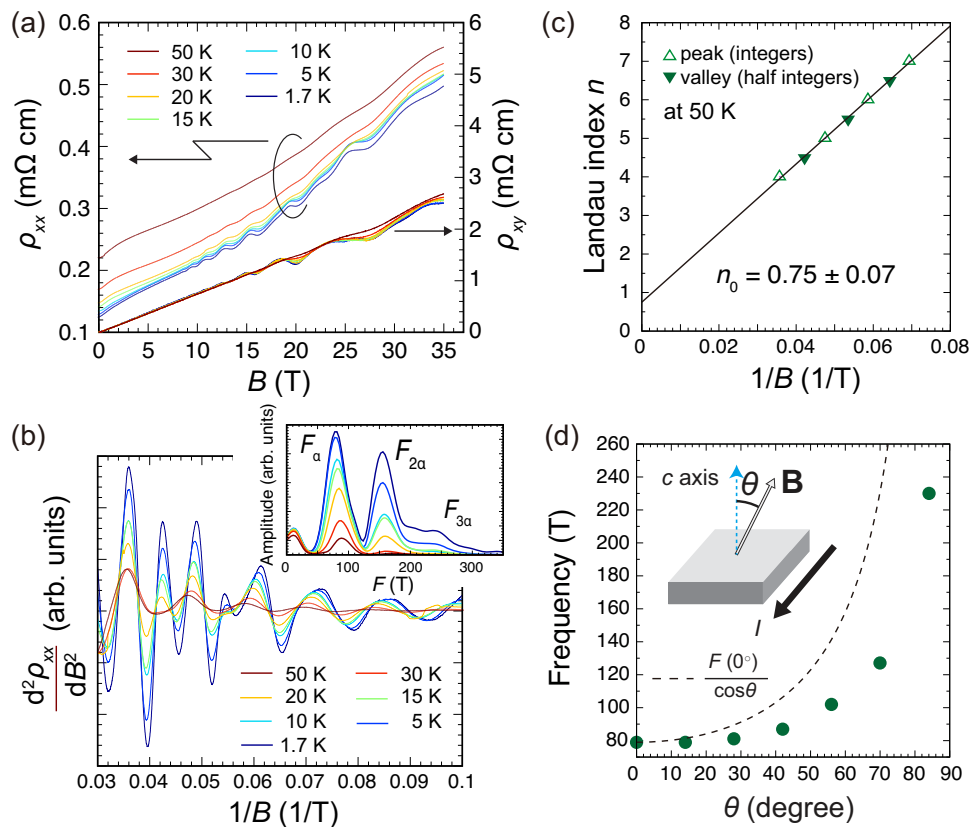 (a)
0.6
0.5
0.4
0.3
0.2
0.1
ρxx (mΩ cm)
50 K
30 K
20 K
15 K
10 K
5 K
1.7 K
6
5
4
3
2
1
0
ρxy (mΩ cm)
0 5 10 15 20 25 30 35
B (T)
(c)
8
7
6
5
4
3
2
1
0
Landau index n
peak (integers)
valley (half integers)
at 50 K
n0 = 0.75 ± 0.07
0.00 0.02 0.04 0.06 0.08
1/B (1/T)
(b)
d²ρxx
dB²
(arb. units)
Amplitude (arb. units)
Fα
F2α
F3α
0 100 200 300
F (T)
50 K
20 K
10 K
1.7 K
30 K
15 K
5 K
0.03 0.04 0.05 0.06 0.07 0.08 0.09 0.1
1/B (1/T)
(d)
260
240
220
200
180
160
140
120
100
80
Frequency (T)
c axis
θ
B
I
F (0°)
cosθ
0 10 20 30 40 50 60 70 80 90
θ (degree)